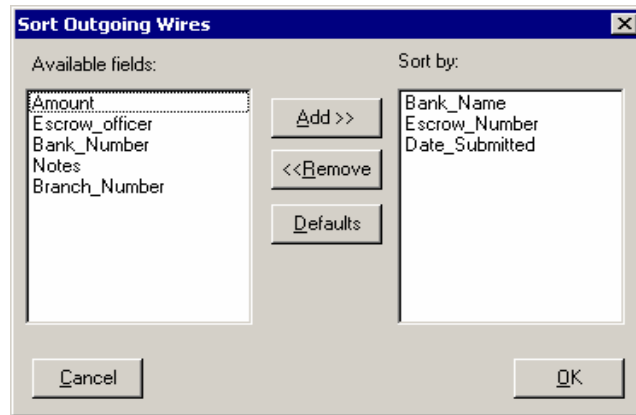 Sort Outgoing Wires
Available fields:
Amount
Escrow_officer
Bank_Number
Notes
Branch_Number
Add >>
<<Remove
Defaults
Sort by:
Bank_Name
Escrow_Number
Date_Submitted
Cancel
OK